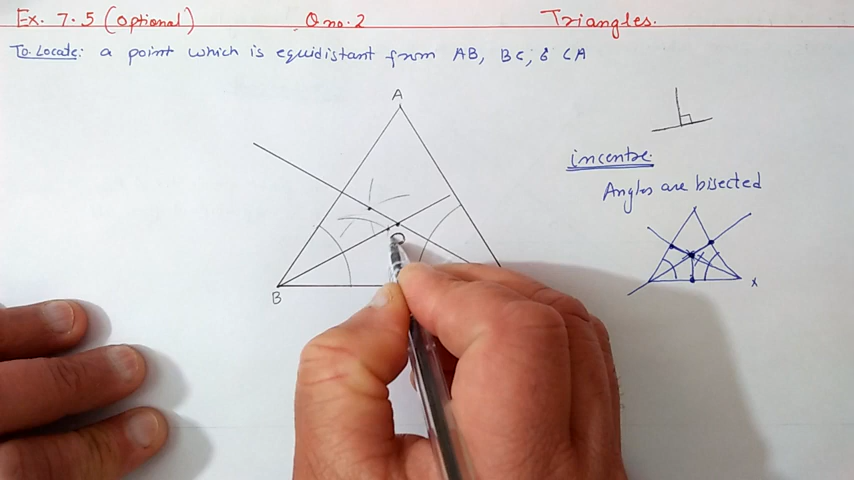 Ex. 7.5 (optional) Q no. 2 Triangles.
To Locate: a point which is equidistant from AB, BC, & CA
A
incentre
Angles are bisected
O
B
x